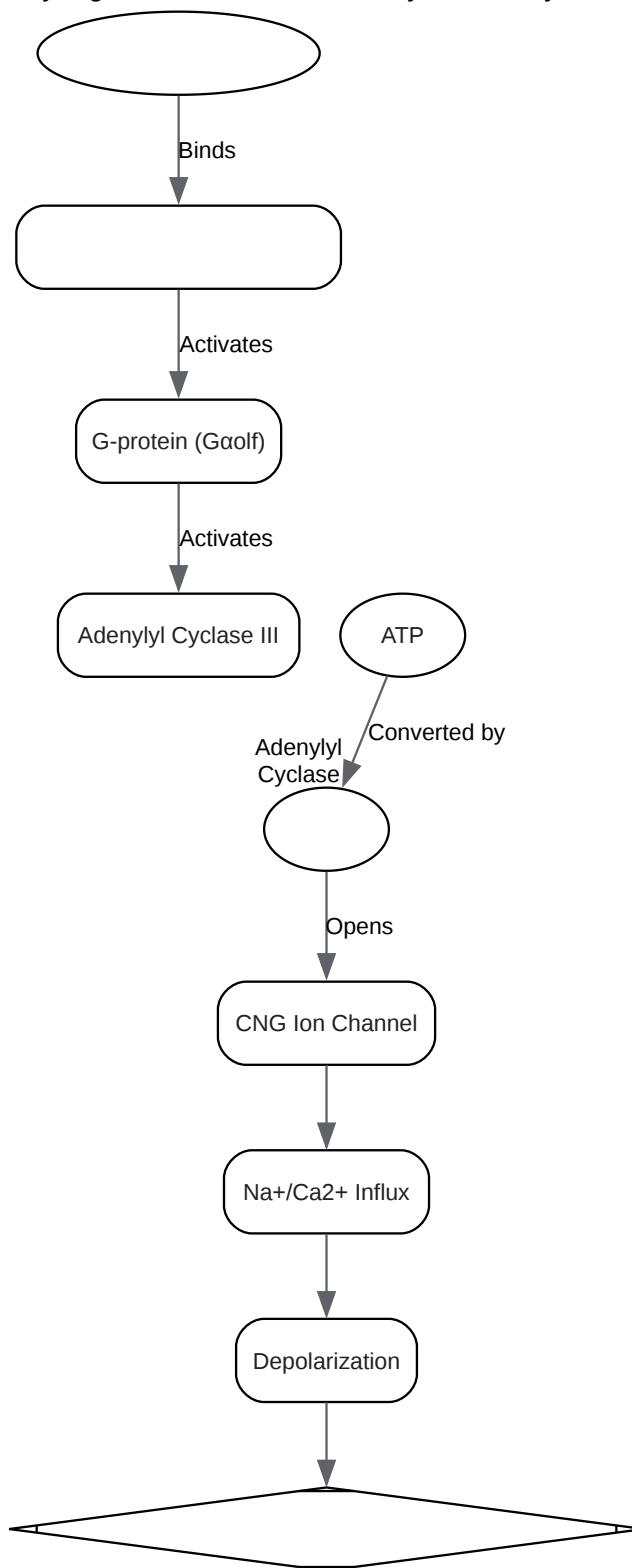 Binds
Activates
G-protein (Gαolf)
Activates
Adenylyl Cyclase III
ATP
Converted by
Adenylyl
Cyclase
Opens
CNG Ion Channel
Na+/Ca2+ Influx
Depolarization